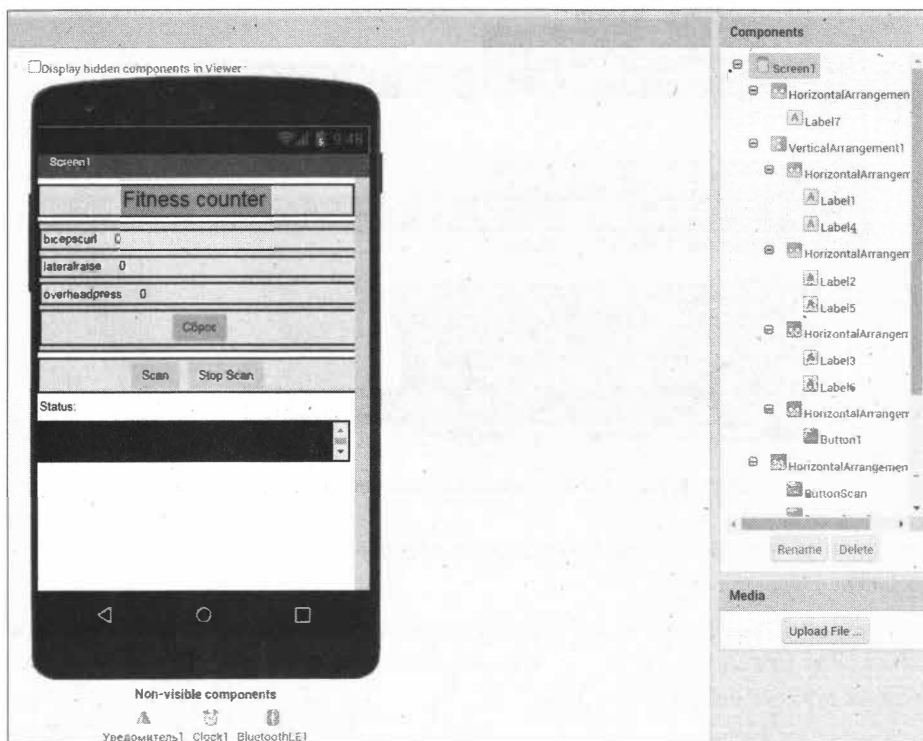 Display hidden components in Viewer
9:48
Screen1
Fitness counter
bicepscurl 0
lateralraise 0
overheadpress 0
Сброс
Scan Stop Scan
Status:
Non-visible components
Уведомитель1 Clock1 BluetoothLE1
Components
Screen1
HorizontalArrangemen
Label7
VerticalArrangement1
HorizontalArrangem
Label1
Label4
HorizontalArrangem
Label2
Label5
HorizontalArrangem
Label3
Label6
HorizontalArrangem
Button1
HorizontalArrangemen
ButtonScan
Rename Delete
Media
Upload File ...